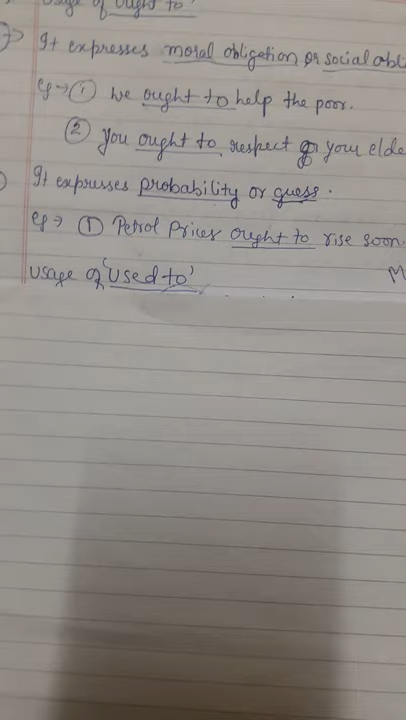 usage of 'ought to'
It expresses moral obligation or social obli
eg → ① We ought to help the poor.
② You ought to respect your elde
It expresses probability or guess.
eg → ① Petrol Prices ought to rise soon.
usage of 'used to'
M